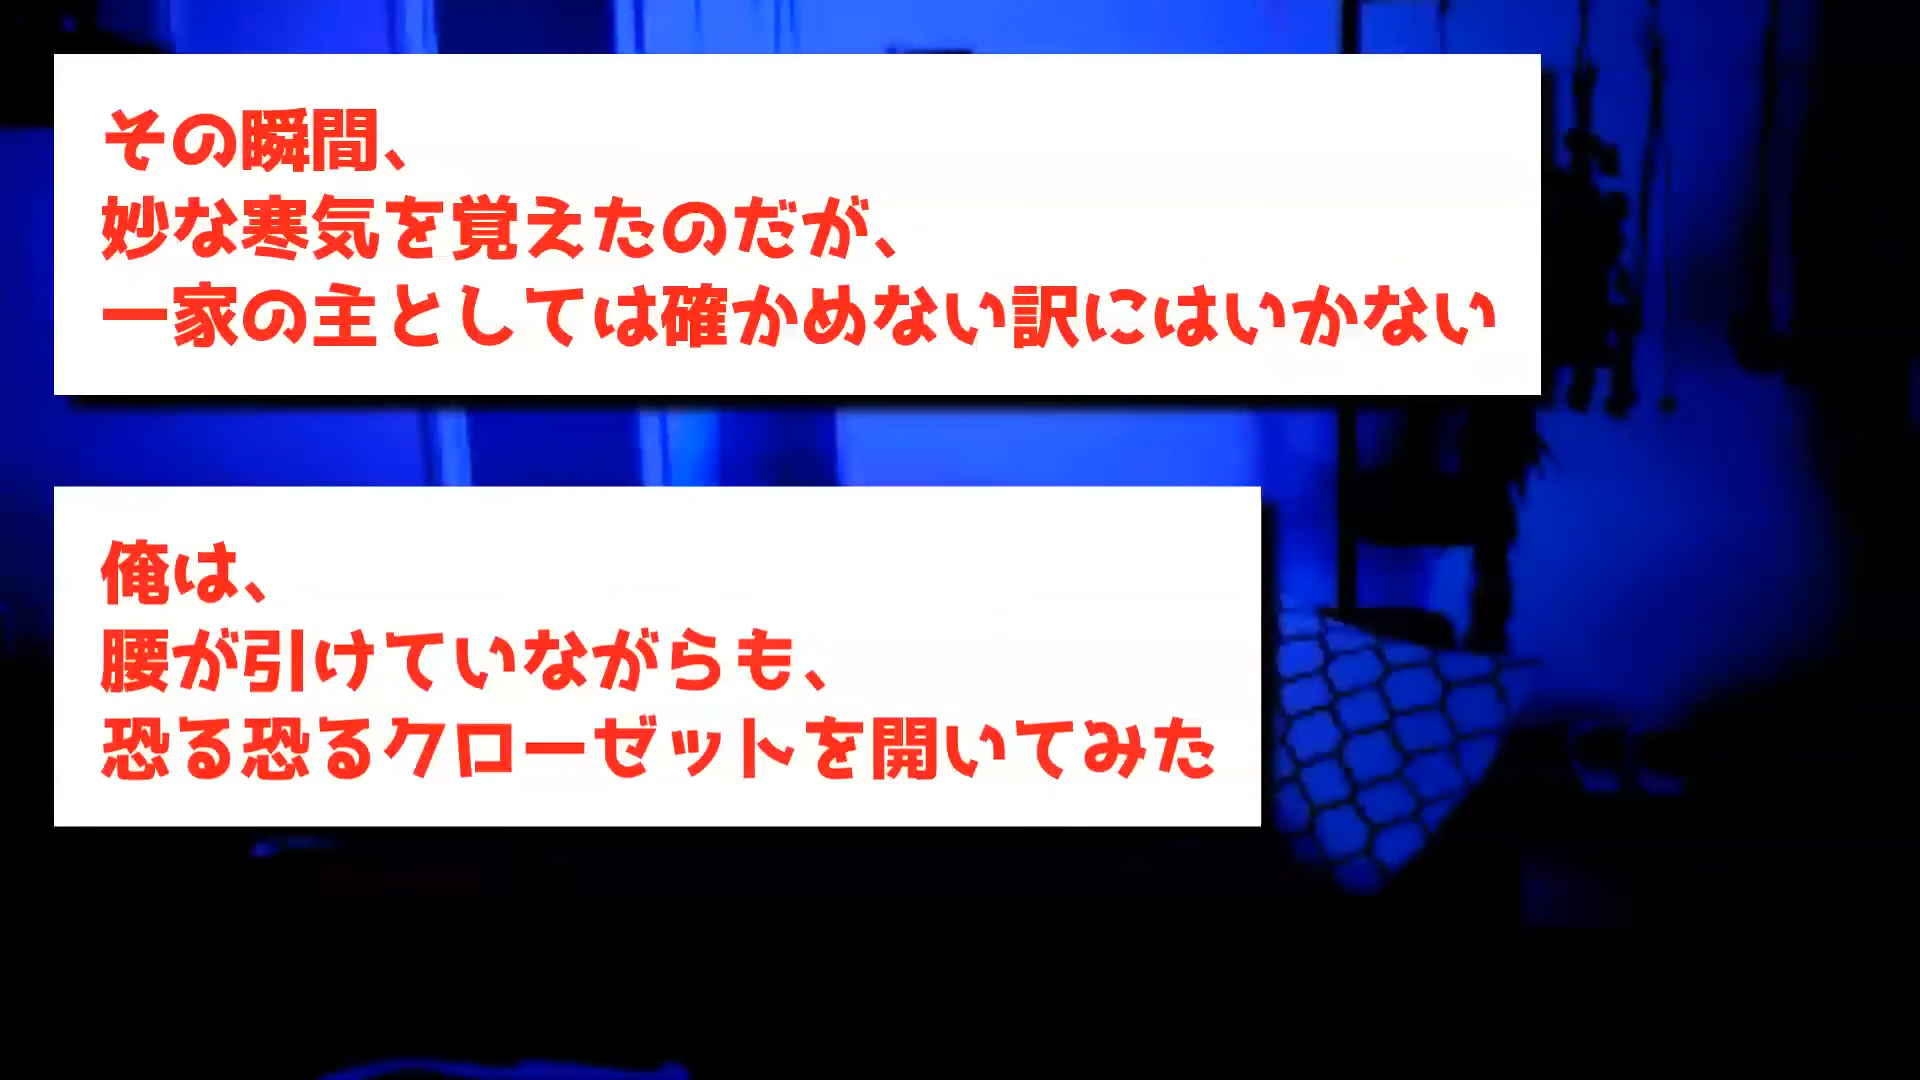 その瞬間、
妙な寒気を覚えたのだが、
一家の主としては確かめない訳にはいかない
俺は、
腰が引けていながらも、
恐る恐るクローゼットを開いてみた